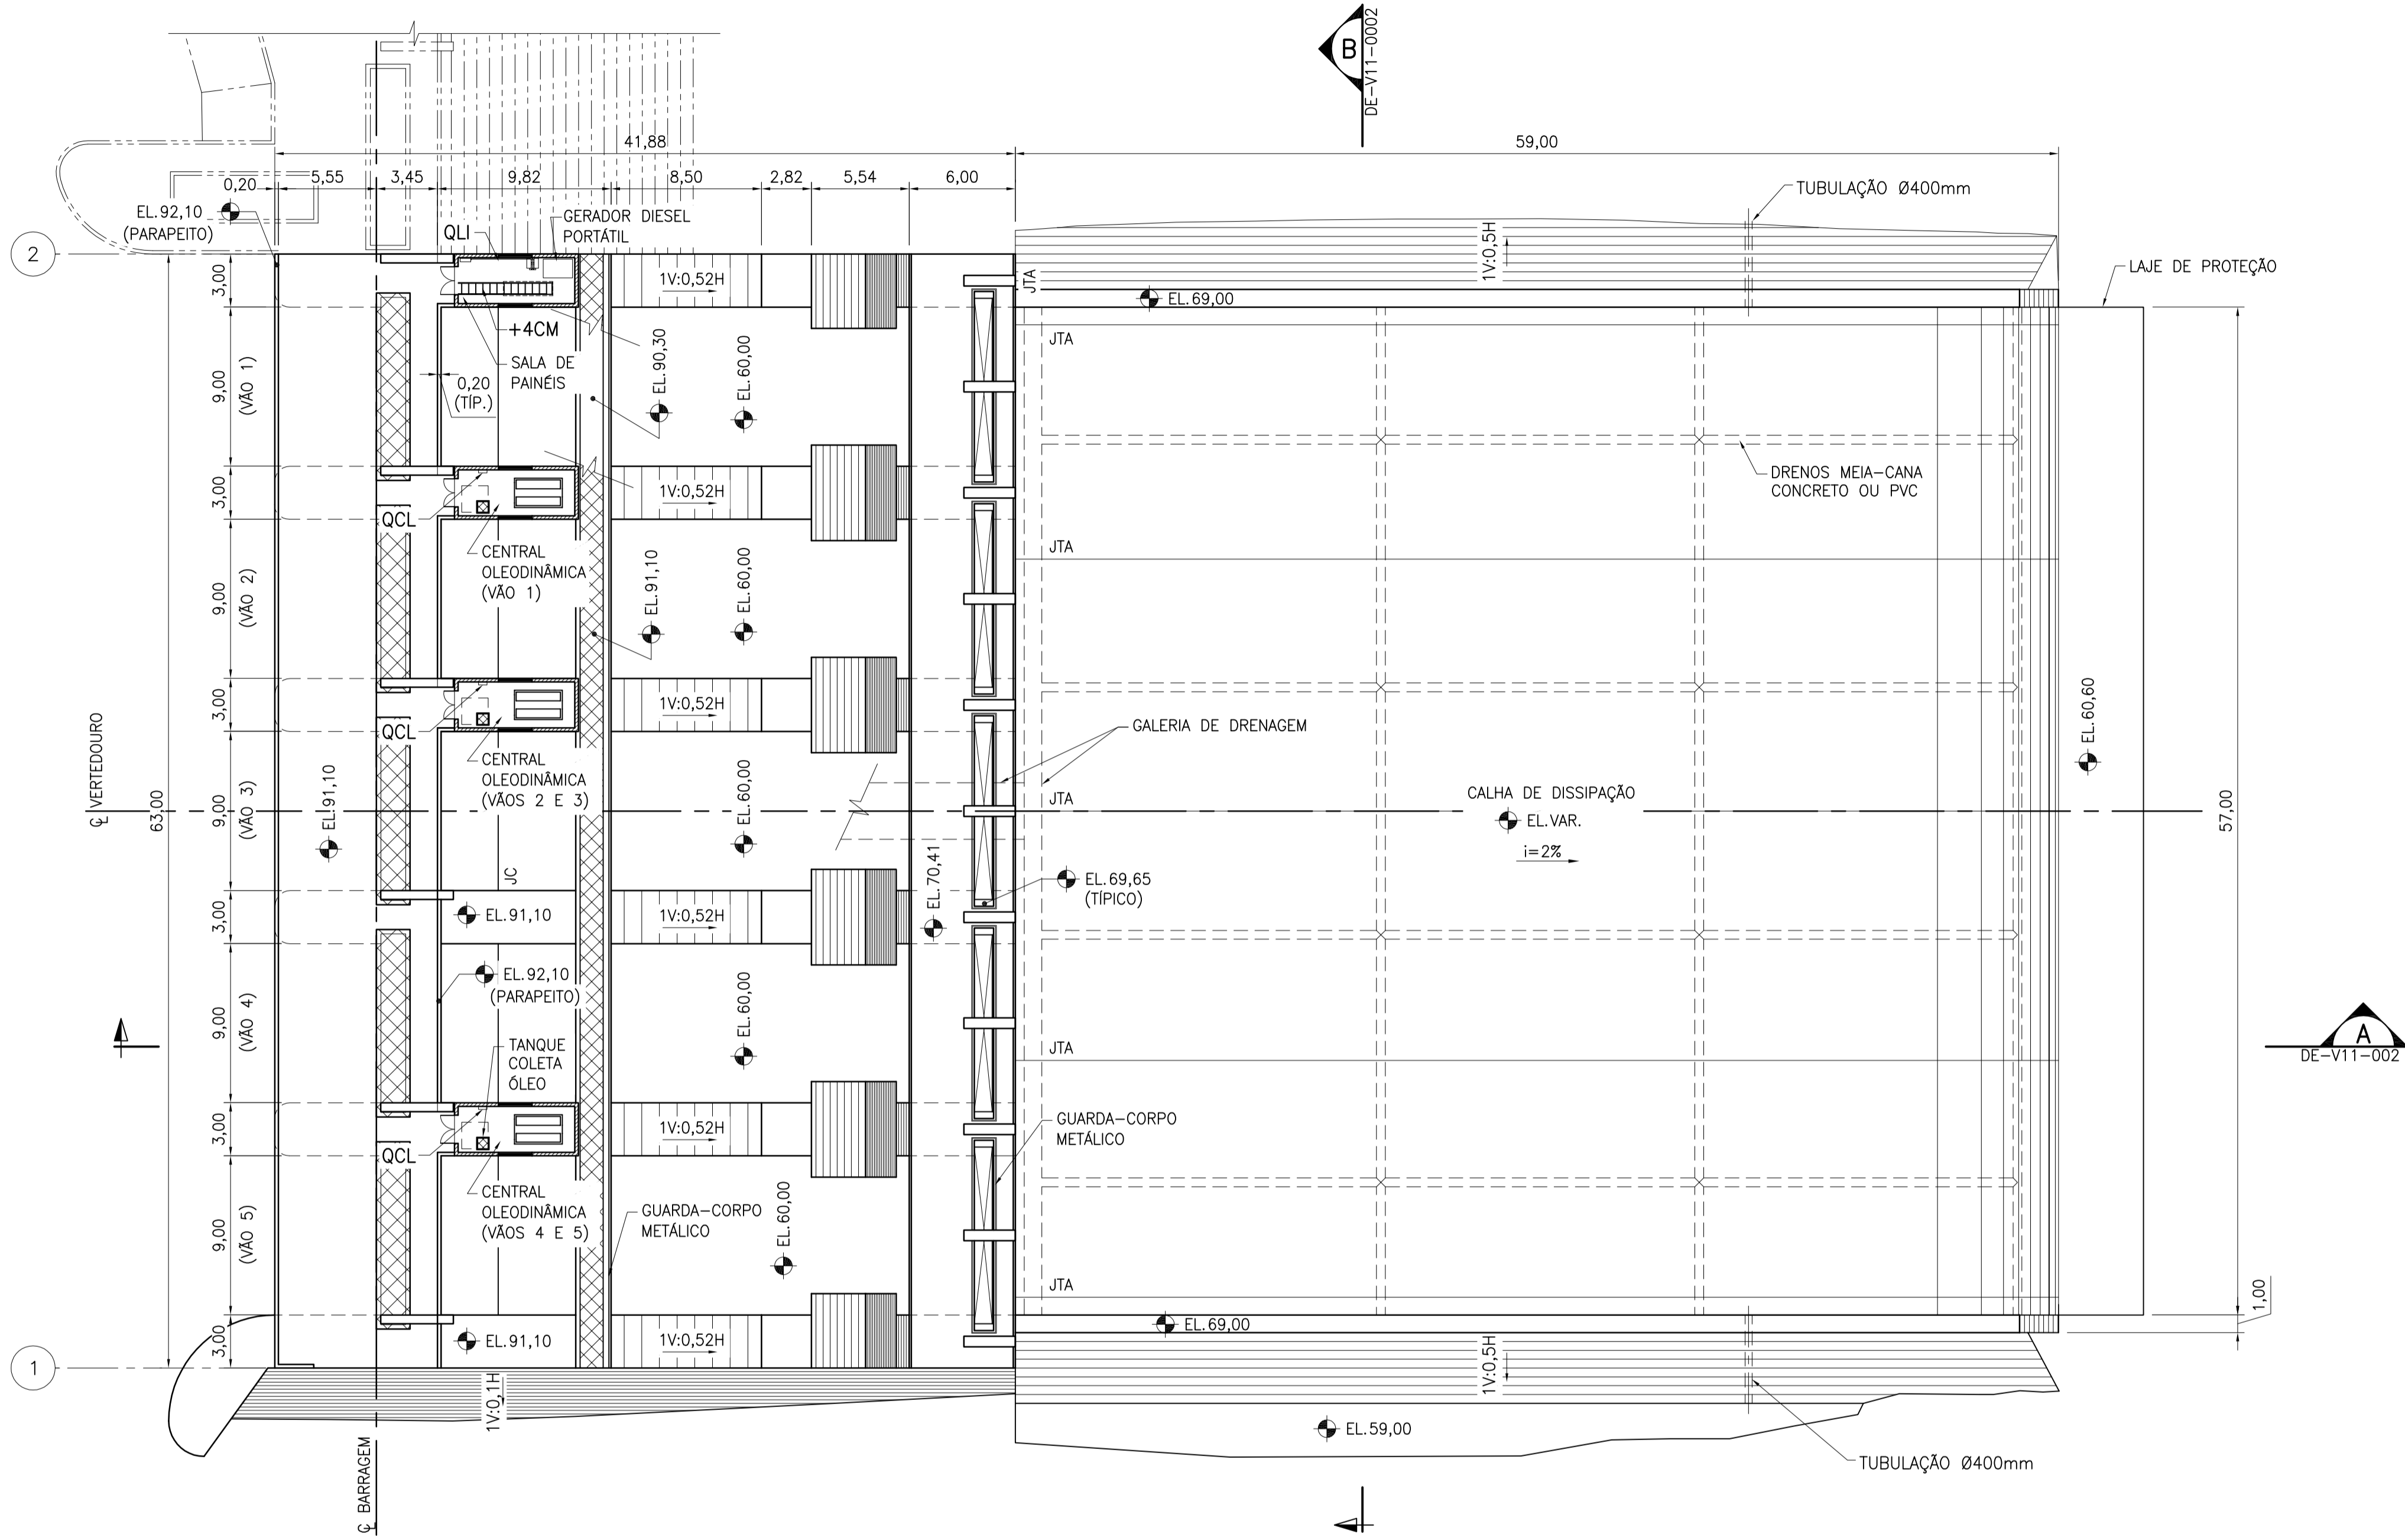 B
DE-V11-0002
41,88
59,00
0,20
5,55
3,45
9,82
8,50
2,82
5,54
6,00
TUBULAÇÃO Ø400mm
EL.92,10
(PARAPEITO)
QLI
GERADOR DIESEL
PORTÁTIL
2
3,00
1V:0,52H
JTA
1V:0,5H
LAJE DE PROTEÇÃO
EL.69,00
+4CM
SALA DE
PAINÉIS
0,20
(TÍP.)
EL.90,30
EL.60,00
JTA
9,00
(VÃO 1)
DRENOS MEIA-CANA
CONCRETO OU PVC
3,00
1V:0,52H
QCL
CENTRAL
OLEODINÂMICA
(VÃO 1)
EL.91,10
EL.60,00
JTA
9,00
(VÃO 2)
3,00
1V:0,52H
QCL
CENTRAL
OLEODINÂMICA
(VÃOS 2 E 3)
GALERIA DE DRENAGEM
EL.60,60
℄ VERTEDOURO
63,00
9,00
(VÃO 3)
EL.91,10
EL.60,00
JTA
CALHA DE DISSIPAÇÃO
EL.VAR.
i=2%
57,00
JC
EL.70,41
EL.69,65
(TÍPICO)
3,00
EL.91,10
1V:0,52H
EL.92,10
(PARAPEITO)
9,00
(VÃO 4)
EL.60,00
TANQUE
COLETA
ÓLEO
JTA
A
DE-V11-002
3,00
1V:0,52H
GUARDA-CORPO
METÁLICO
QCL
CENTRAL
OLEODINÂMICA
(VÃOS 4 E 5)
GUARDA-CORPO
METÁLICO
EL.60,00
9,00
(VÃO 5)
JTA
1,00
3,00
EL.91,10
1V:0,52H
EL.69,00
1V:0,5H
1
1V:0,1H
EL.59,00
℄ BARRAGEM
TUBULAÇÃO Ø400mm